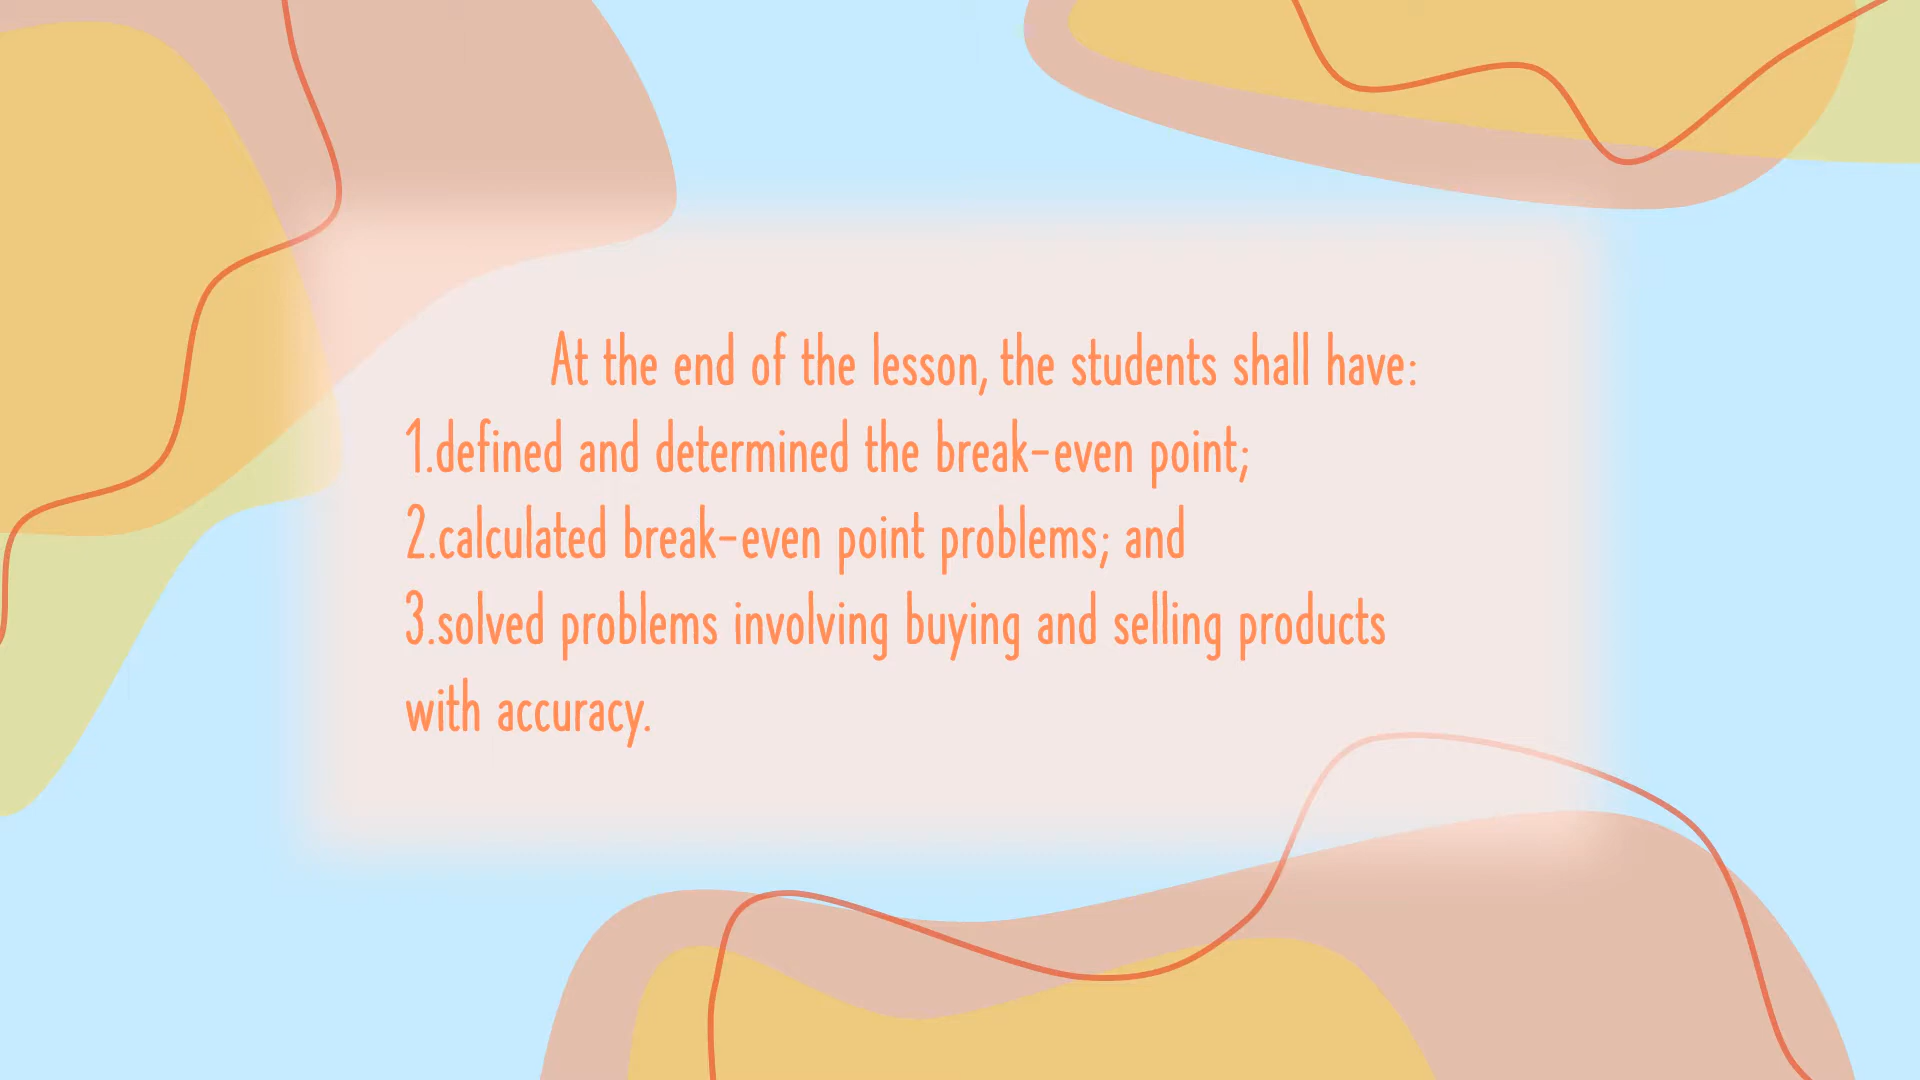 At the end of the lesson, the students shall have:
1.defined and determined the break-even point;
2.calculated break-even point problems; and
3.solved problems involving buying and selling products
with accuracy.